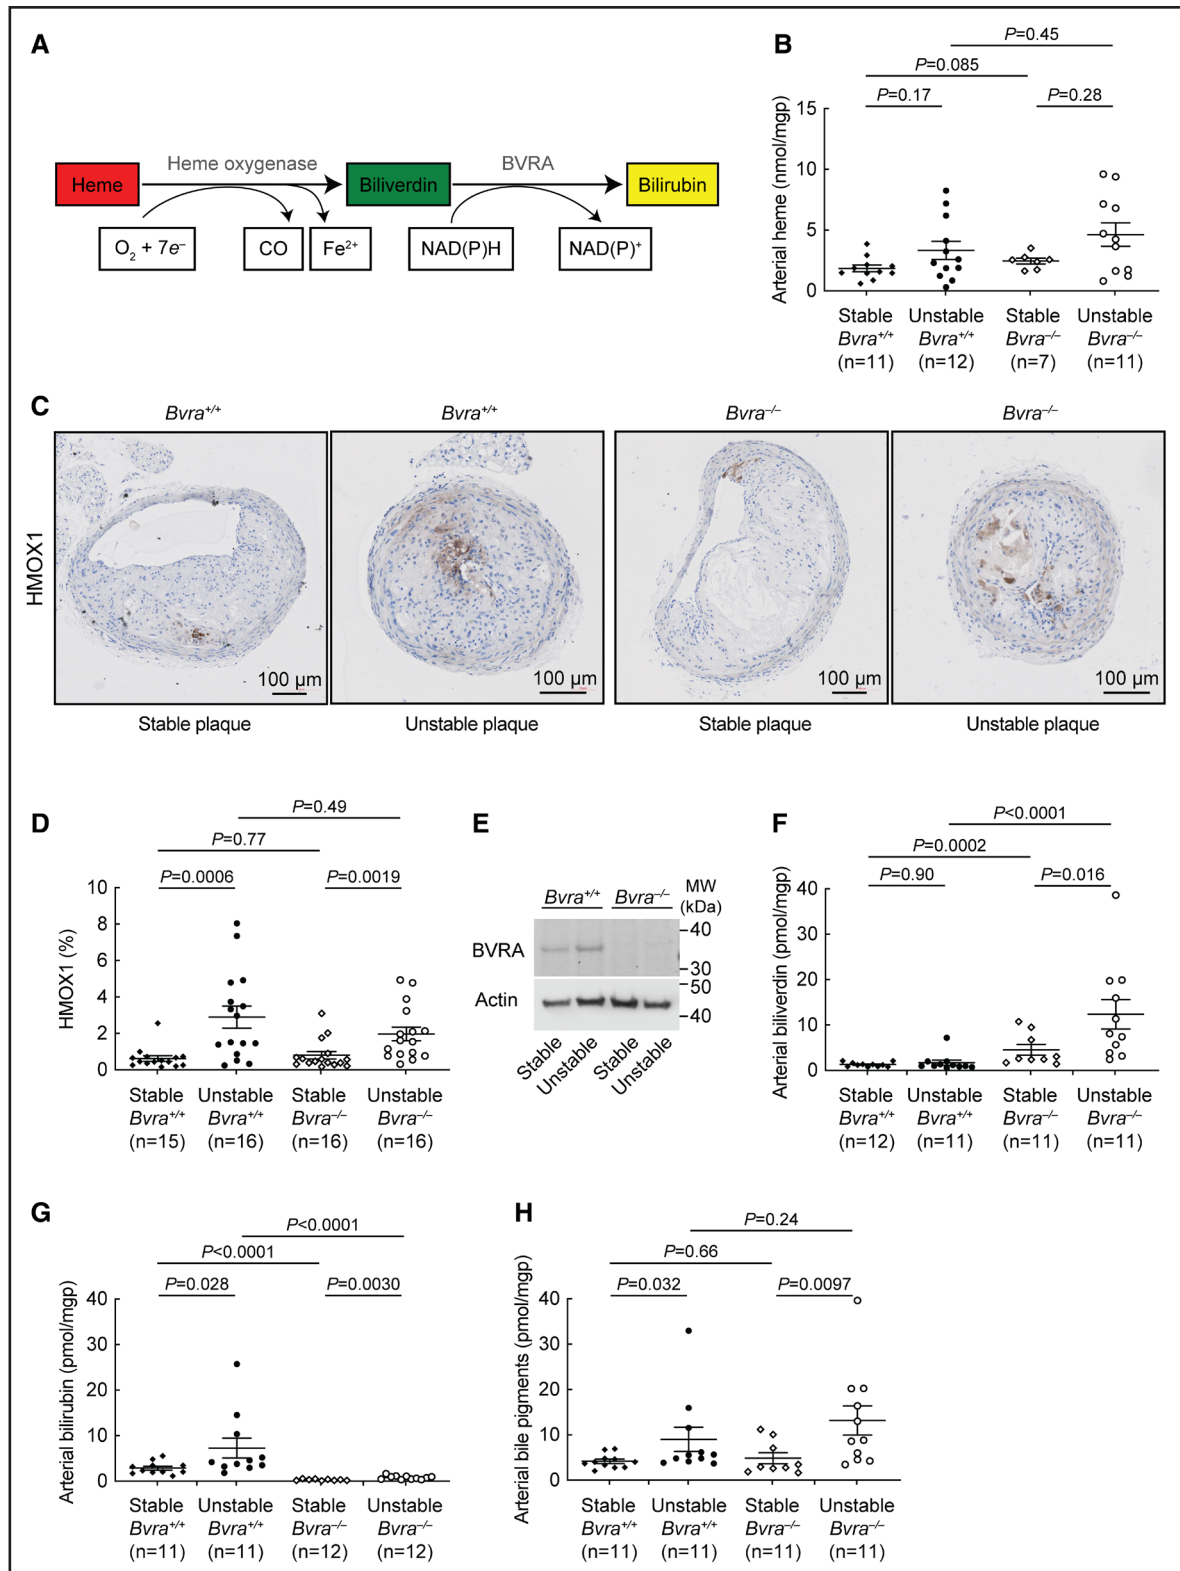 A
Heme oxygenase
BVRA
Heme
Biliverdin
Bilirubin
O₂ + 7e⁻
CO
Fe²⁺
NAD(P)H
NAD(P)⁺
B
P=0.45
P=0.085
P=0.17
P=0.28
Arterial heme (nmol/mgp)
15
10
5
0
Stable Unstable Stable Unstable
Bvra⁺/⁺ Bvra⁺/⁺ Bvra⁻/⁻ Bvra⁻/⁻
(n=11) (n=12) (n=7) (n=11)
C
Bvra⁺/⁺ Bvra⁺/⁺ Bvra⁻/⁻ Bvra⁻/⁻
HMOX1
100 µm 100 µm 100 µm 100 µm
Stable plaque Unstable plaque Stable plaque Unstable plaque
D
P=0.49
P=0.77
P=0.0006 P=0.0019
HMOX1 (%)
10
8
6
4
2
0
Stable Unstable Stable Unstable
Bvra⁺/⁺ Bvra⁺/⁺ Bvra⁻/⁻ Bvra⁻/⁻
(n=15) (n=16) (n=16) (n=16)
E
MW
(kDa)
Bvra⁺/⁺ Bvra⁻/⁻
BVRA
40
30
Actin
50
40
Stable
Unstable
Stable
Unstable
F
P<0.0001
P=0.0002
P=0.90 P=0.016
Arterial biliverdin (pmol/mgp)
40
30
20
10
0
Stable Unstable Stable Unstable
Bvra⁺/⁺ Bvra⁺/⁺ Bvra⁻/⁻ Bvra⁻/⁻
(n=12) (n=11) (n=11) (n=11)
G
P<0.0001
P<0.0001
P=0.028 P=0.0030
Arterial bilirubin (pmol/mgp)
40
30
20
10
0
Stable Unstable Stable Unstable
Bvra⁺/⁺ Bvra⁺/⁺ Bvra⁻/⁻ Bvra⁻/⁻
(n=11) (n=11) (n=12) (n=12)
H
P=0.24
P=0.66
P=0.032 P=0.0097
Arterial bile pigments (pmol/mgp)
40
30
20
10
0
Stable Unstable Stable Unstable
Bvra⁺/⁺ Bvra⁺/⁺ Bvra⁻/⁻ Bvra⁻/⁻
(n=11) (n=11) (n=11) (n=11)